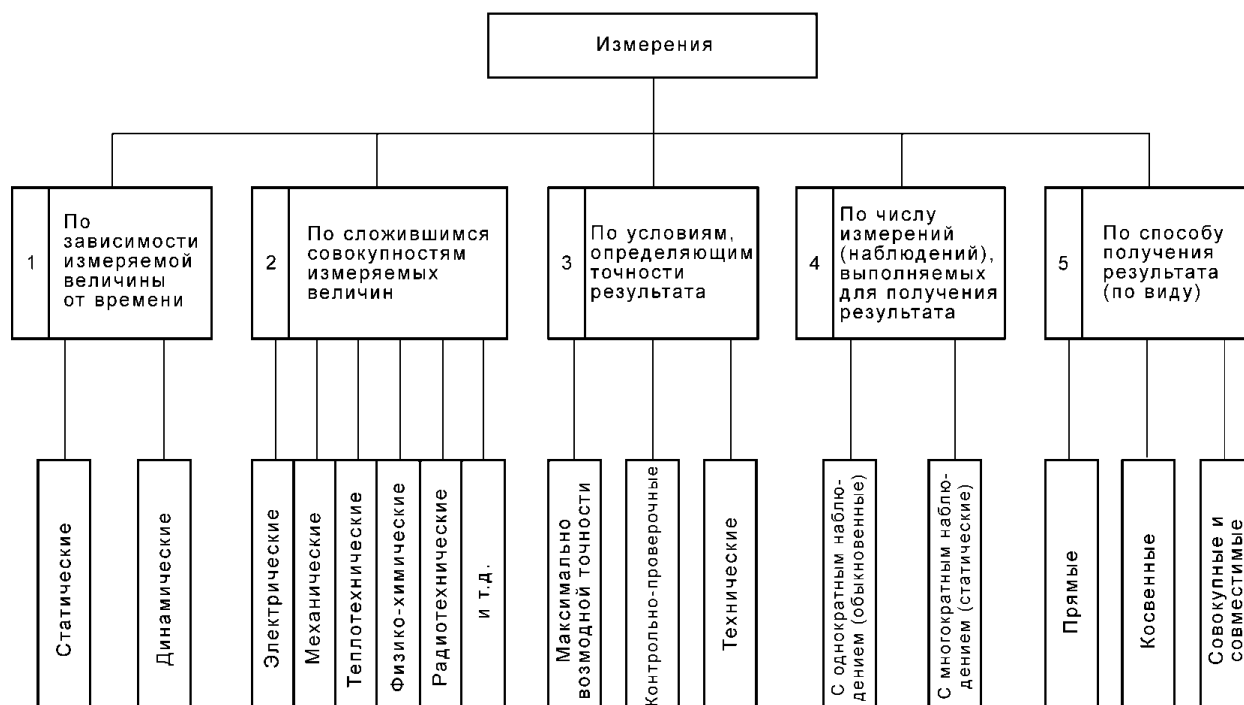 Измерения
1
По
зависимости
измеряемой
величины
от времени
2
По сложившимся
совокупностям
измеряемых
величин
3
По условиям,
определяющим
точности
результата
4
По числу
измерений
(наблюдений),
выполняемых
для получения
результата
5
По способу
получения
результата
(по виду)
Статические
Динамические
Электрические
Механические
Теплотехнические
Физико-химические
Радиотехнические
и т.д.
Максимально
возмодной точности
Контрольно-проверочные
Технические
С однократным наблю-
дением (обыкновенные)
С многократным наблю-
дением (статические)
Прямые
Косвенные
Совокупные и
совместимые